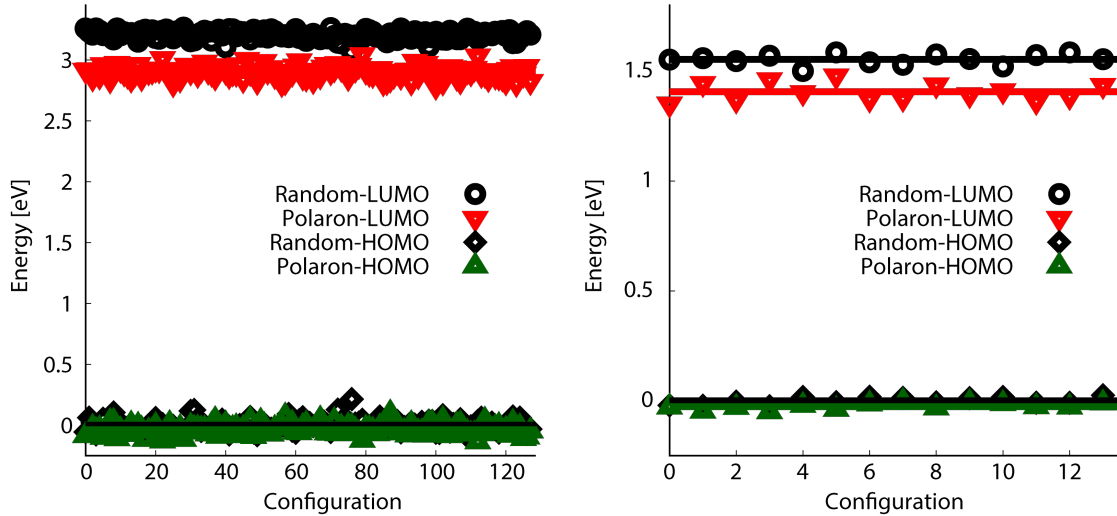 3
2.5
2
1.5
1
0.5
0
Energy [eV]
Random-LUMO
Polaron-LUMO
Random-HOMO
Polaron-HOMO
0 20 40 60 80 100 120
Configuration
1.5
1
0.5
0
Energy [eV]
Random-LUMO
Polaron-LUMO
Random-HOMO
Polaron-HOMO
0 2 4 6 8 10 12
Configuration